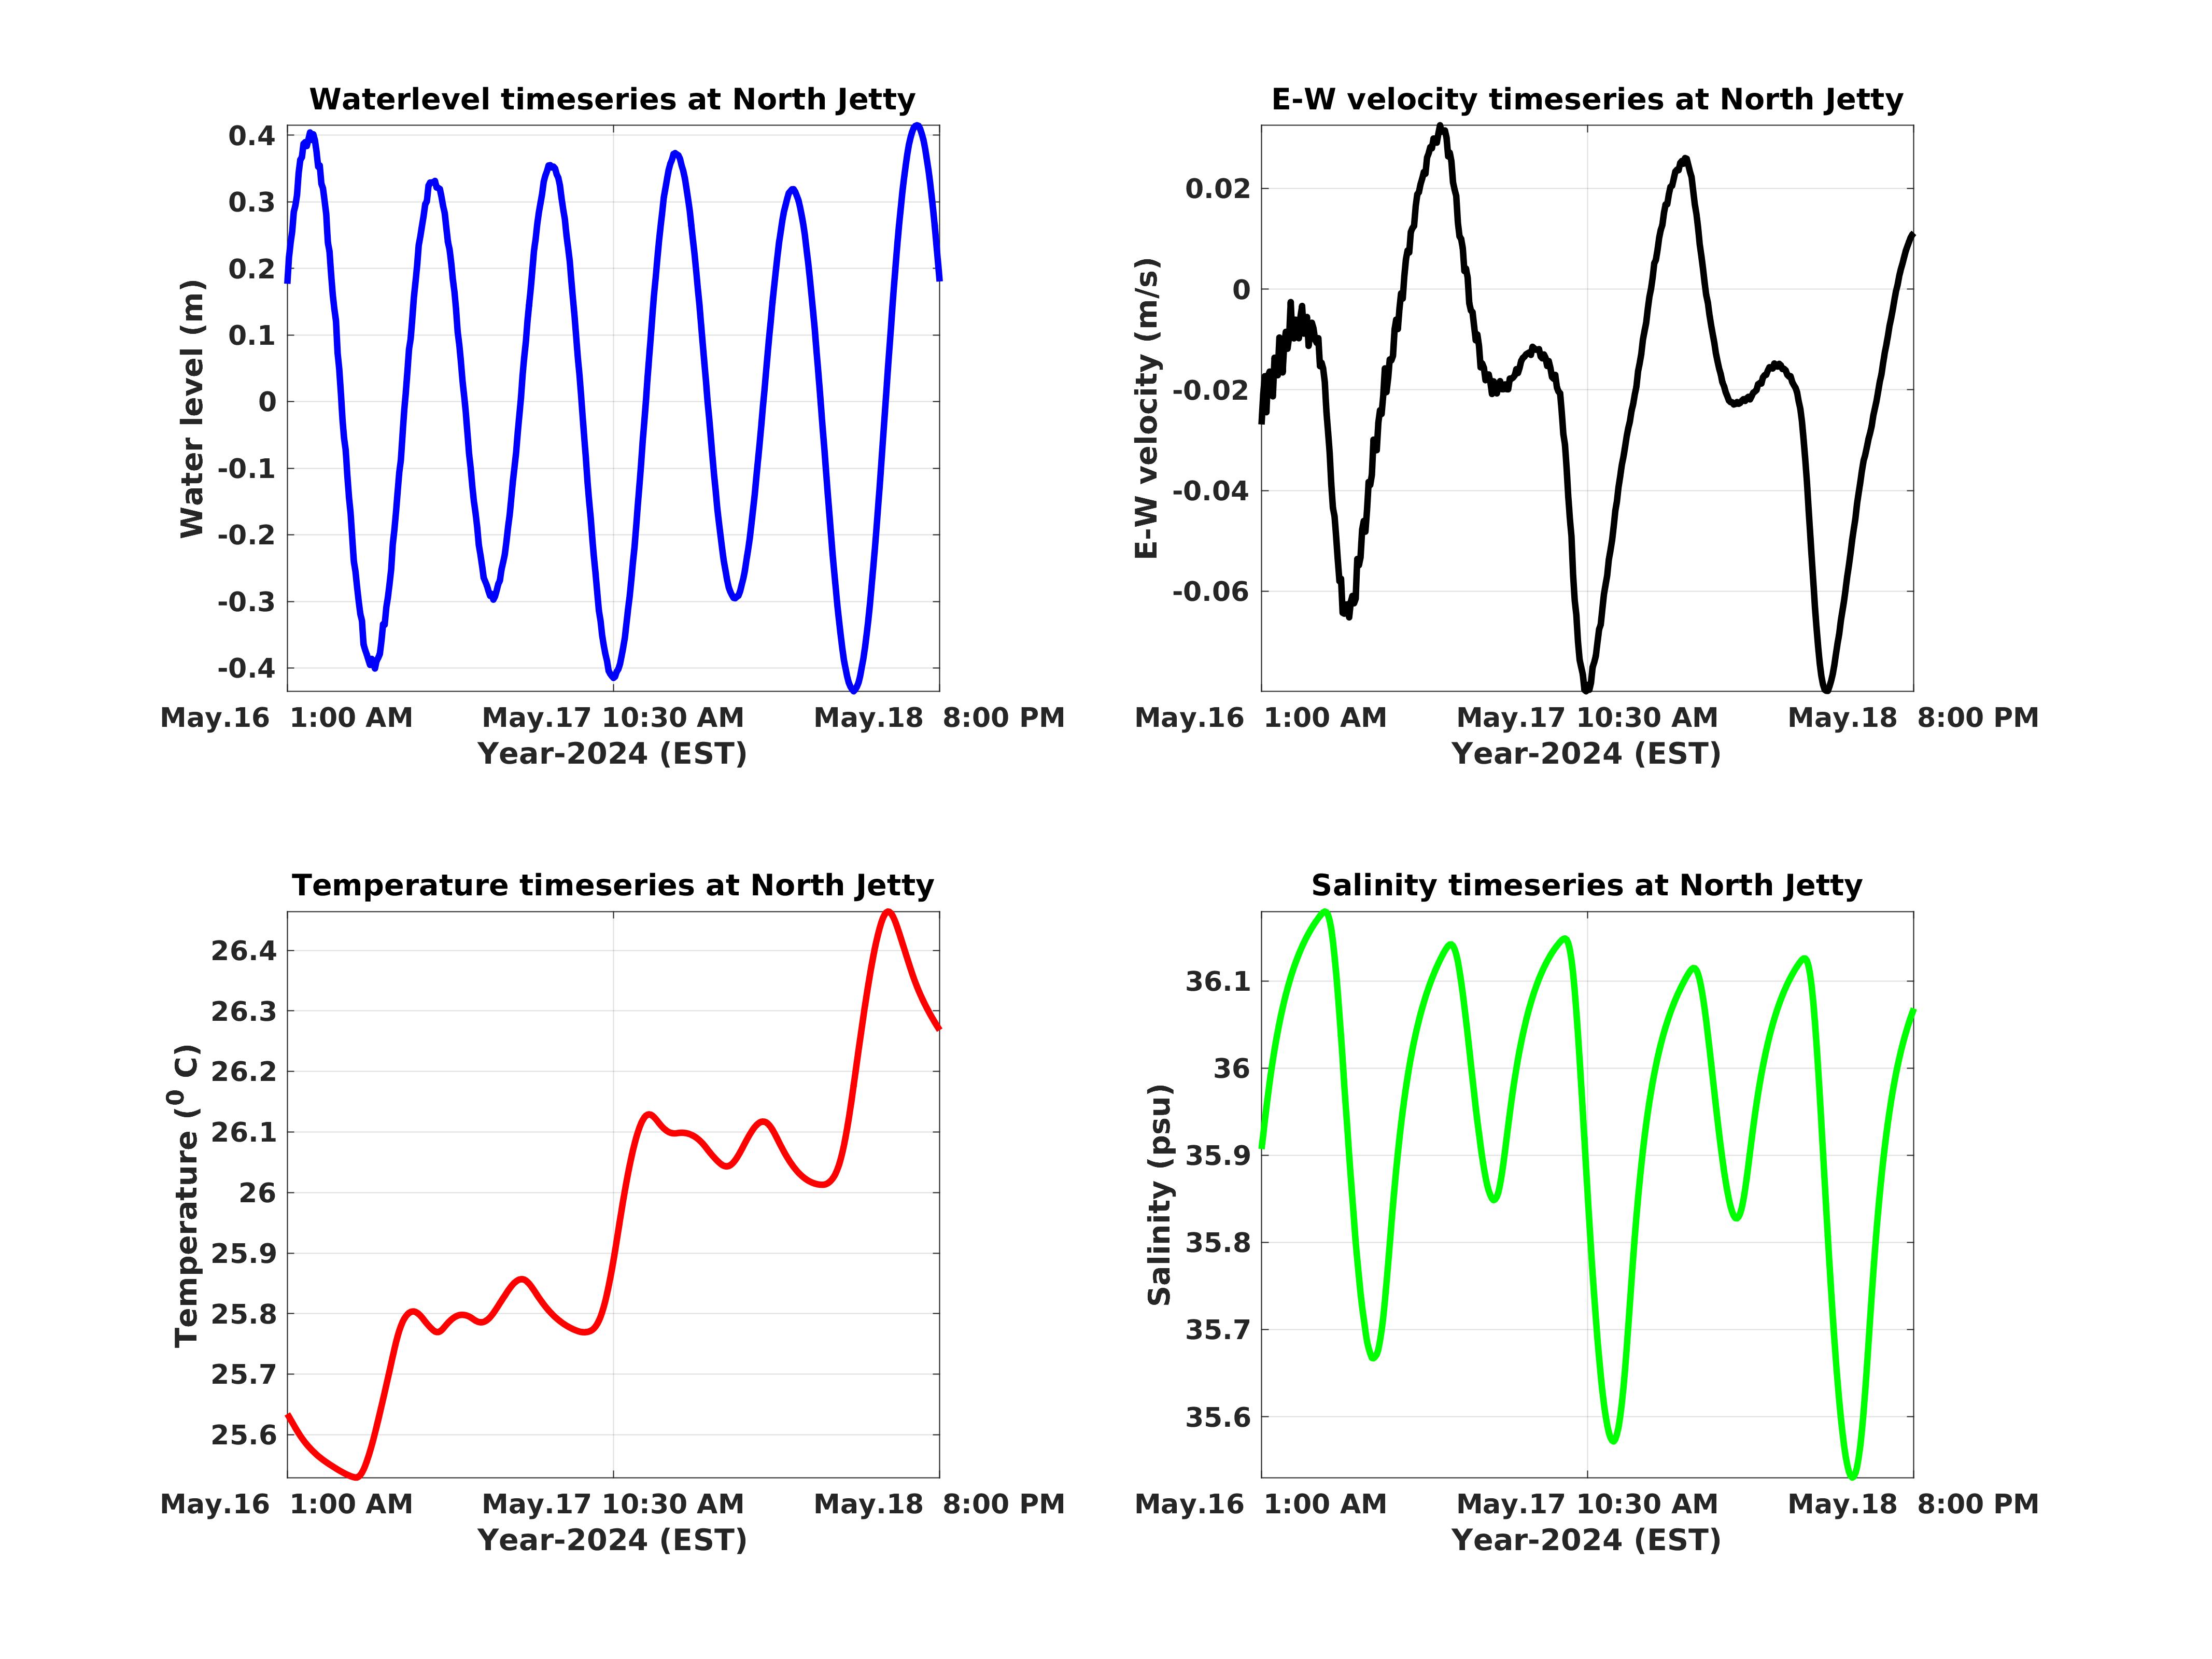 Waterlevel timeseries at North Jetty
0.4
0.3
0.2
0.1
0
-0.1
-0.2
-0.3
-0.4
Water level (m)
May.16 1:00 AM May.17 10:30 AM May.18 8:00 PM
Year-2024 (EST)
E-W velocity timeseries at North Jetty
0.02
0
-0.02
-0.04
-0.06
E-W velocity (m/s)
May.16 1:00 AM May.17 10:30 AM May.18 8:00 PM
Year-2024 (EST)
Temperature timeseries at North Jetty
26.4
26.3
26.2
26.1
26
25.9
25.8
25.7
25.6
Temperature (⁰ C)
May.16 1:00 AM May.17 10:30 AM May.18 8:00 PM
Year-2024 (EST)
Salinity timeseries at North Jetty
36.1
36
35.9
35.8
35.7
35.6
Salinity (psu)
May.16 1:00 AM May.17 10:30 AM May.18 8:00 PM
Year-2024 (EST)